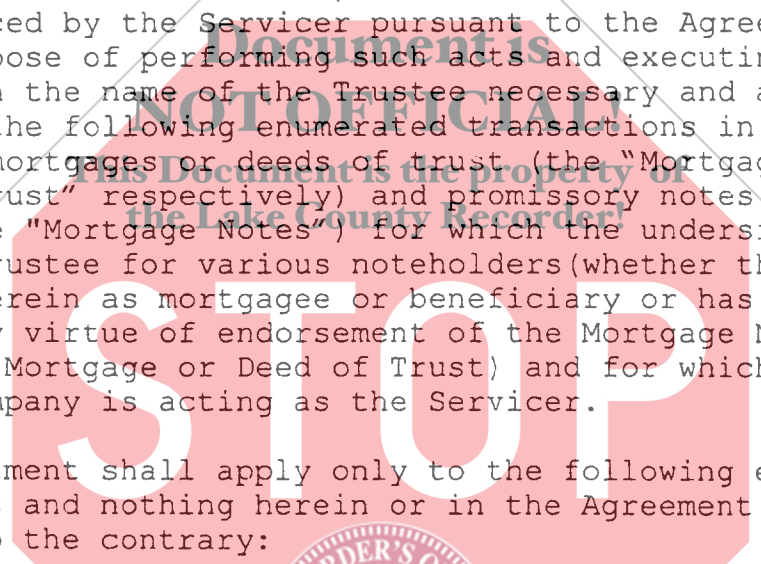 ced by the Servicer pursuant to the Agree
Document is
pose of performing such acts and executin
n the name of the Trustee necessary and a
NOT OFFICIAL!
the following enumerated transactions in
mortgages or deeds of trust (the "Mortgag
This Document is the property of
ust" respectively) and promissory notes
the Lake County Recorder!
e "Mortgage Notes") for which the undersi
rustee for various noteholders(whether th
erein as mortgagee or beneficiary or has
y virtue of endorsement of the Mortgage N
Mortgage or Deed of Trust) and for which
mpany is acting as the Servicer.
STOP
ment shall apply only to the following e
s and nothing herein or in the Agreement
o the contrary:
RDER'S O